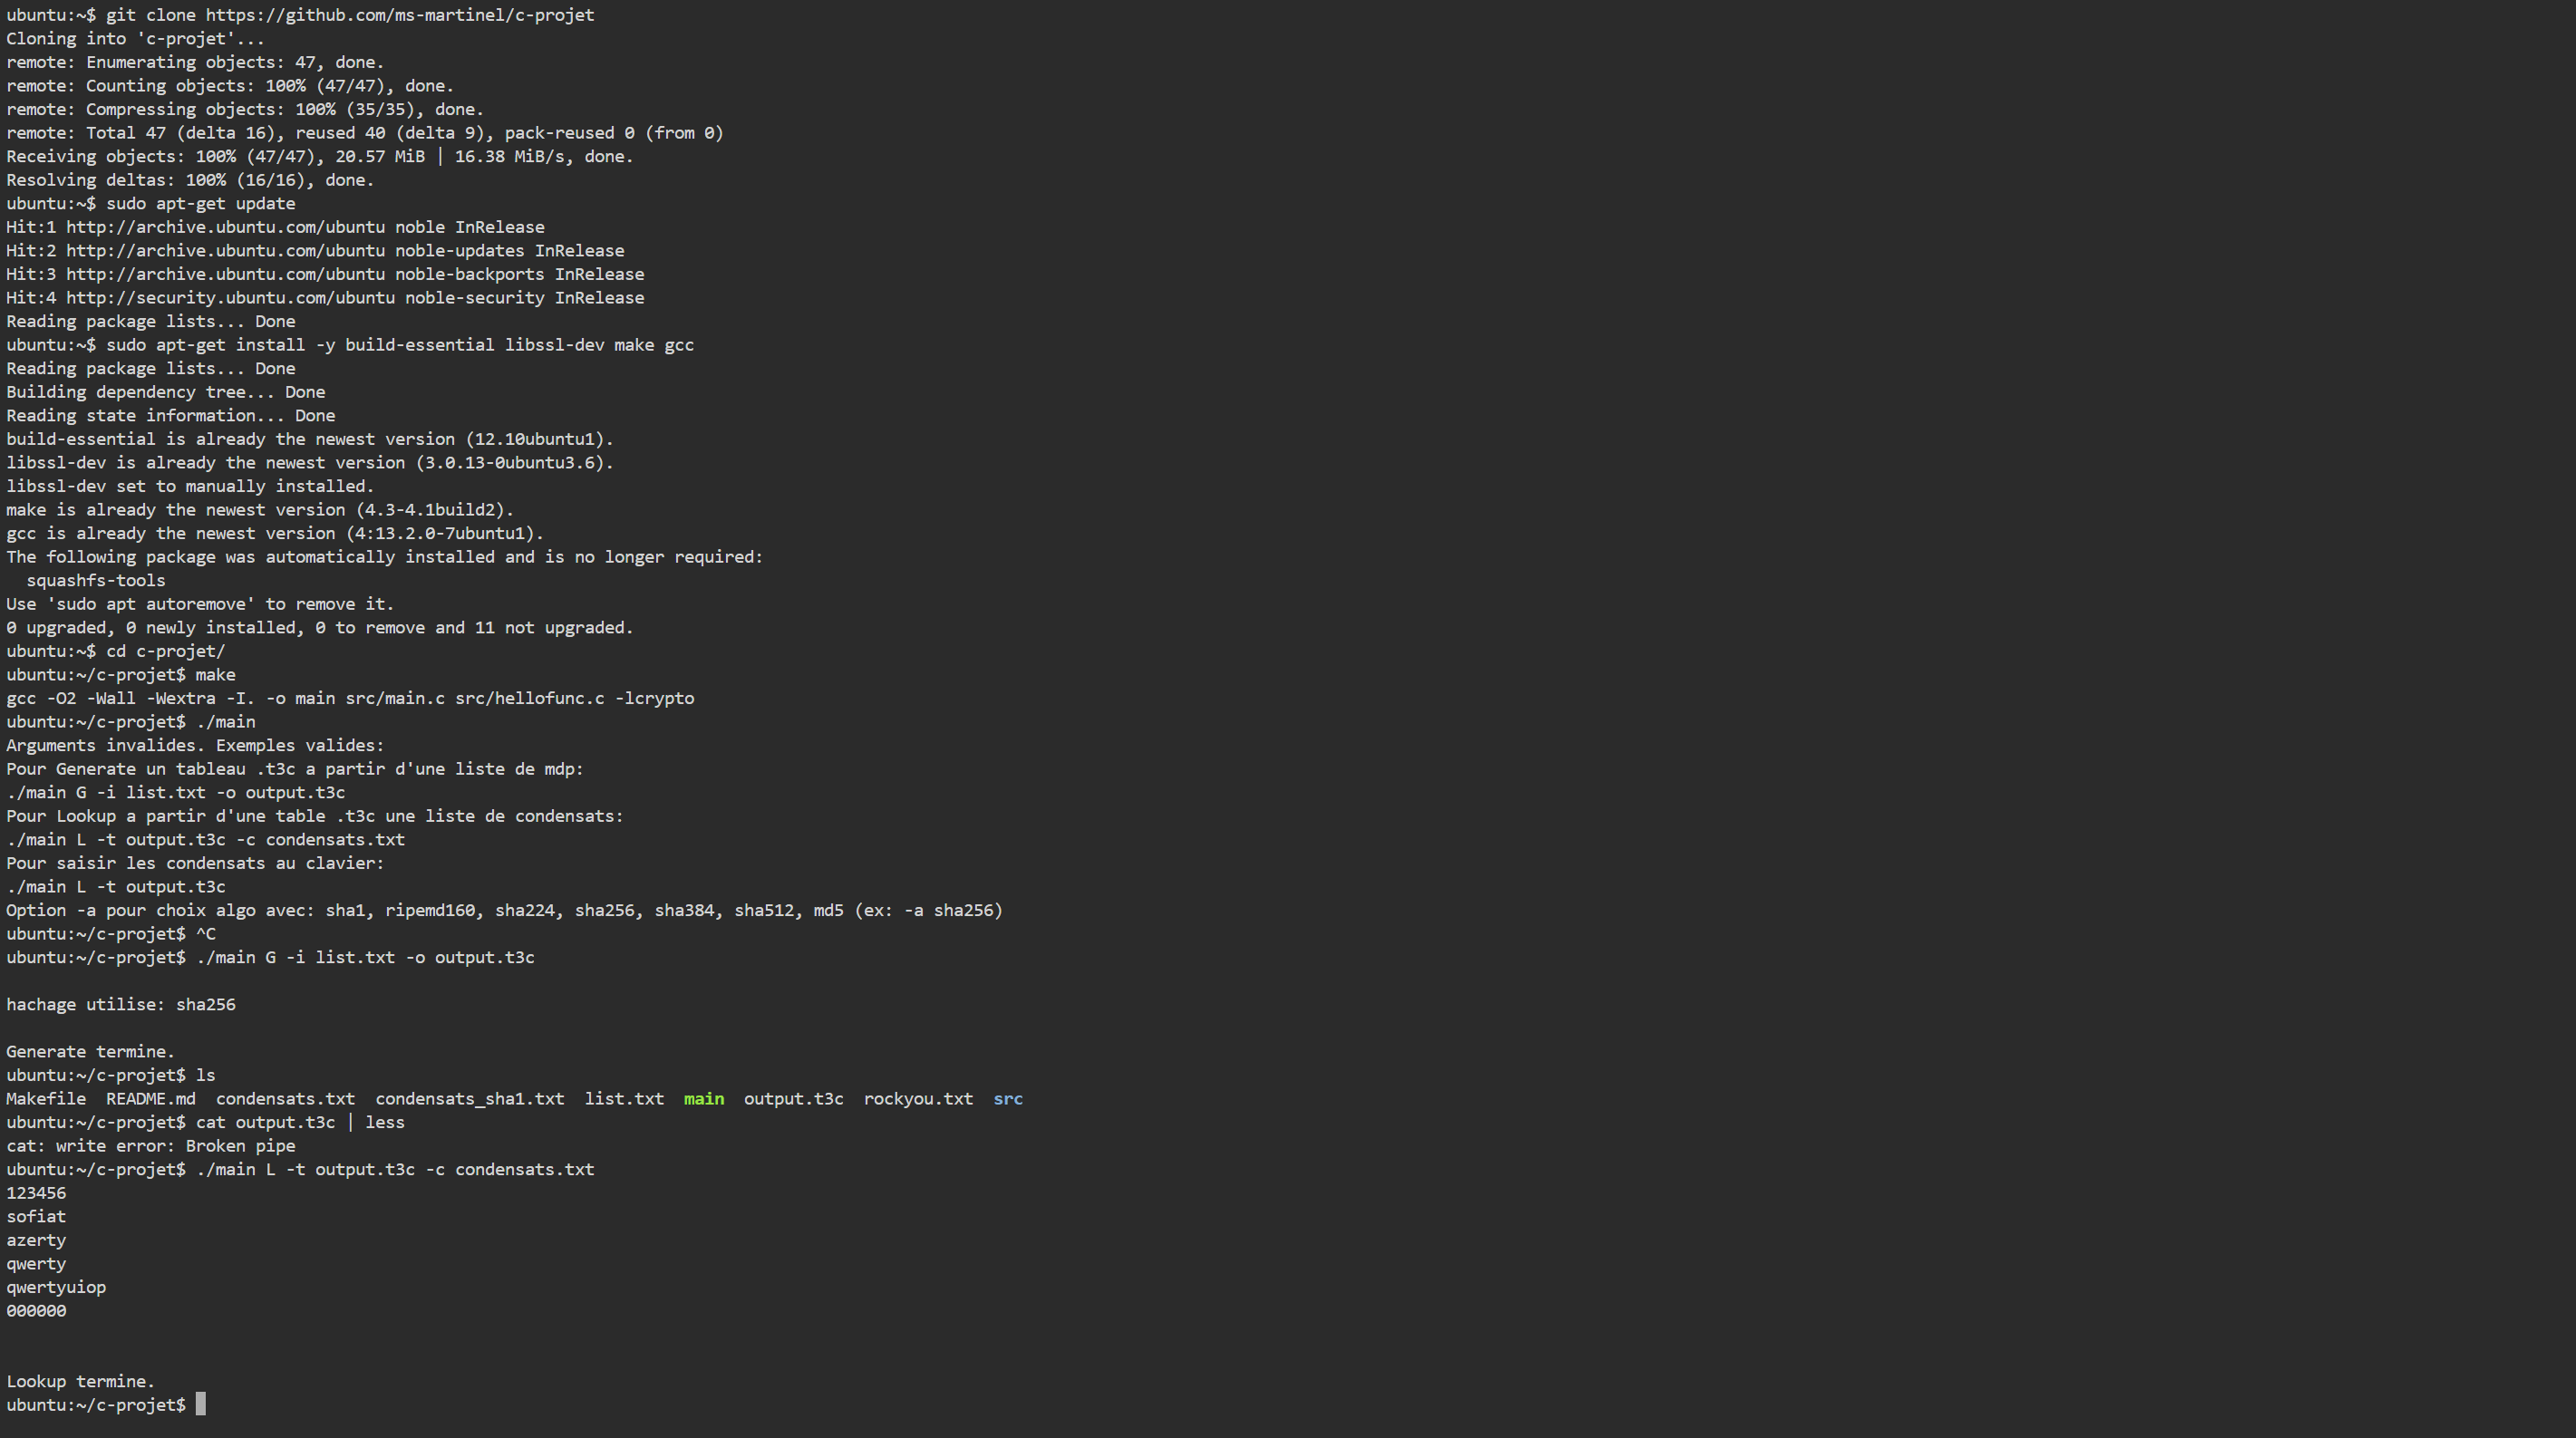 ubuntu:~$ git clone https://github.com/ms-martinel/c-projet
Cloning into 'c-projet'...
remote: Enumerating objects: 47, done.
remote: Counting objects: 100% (47/47), done.
remote: Compressing objects: 100% (35/35), done.
remote: Total 47 (delta 16), reused 40 (delta 9), pack-reused 0 (from 0)
Receiving objects: 100% (47/47), 20.57 MiB | 16.38 MiB/s, done.
Resolving deltas: 100% (16/16), done.
ubuntu:~$ sudo apt-get update
Hit:1 http://archive.ubuntu.com/ubuntu noble InRelease
Hit:2 http://archive.ubuntu.com/ubuntu noble-updates InRelease
Hit:3 http://archive.ubuntu.com/ubuntu noble-backports InRelease
Hit:4 http://security.ubuntu.com/ubuntu noble-security InRelease
Reading package lists... Done
ubuntu:~$ sudo apt-get install -y build-essential libssl-dev make gcc
Reading package lists... Done
Building dependency tree... Done
Reading state information... Done
build-essential is already the newest version (12.10ubuntu1).
libssl-dev is already the newest version (3.0.13-0ubuntu3.6).
libssl-dev set to manually installed.
make is already the newest version (4.3-4.1build2).
gcc is already the newest version (4:13.2.0-7ubuntu1).
The following package was automatically installed and is no longer required:
  squashfs-tools
Use 'sudo apt autoremove' to remove it.
0 upgraded, 0 newly installed, 0 to remove and 11 not upgraded.
ubuntu:~$ cd c-projet/
ubuntu:~/c-projet$ make
gcc -O2 -Wall -Wextra -I. -o main src/main.c src/hellofunc.c -lcrypto
ubuntu:~/c-projet$ ./main
Arguments invalides. Exemples valides:
Pour Generate un tableau .t3c a partir d'une liste de mdp:
./main G -i list.txt -o output.t3c
Pour Lookup a partir d'une table .t3c une liste de condensats:
./main L -t output.t3c -c condensats.txt
Pour saisir les condensats au clavier:
./main L -t output.t3c
Option -a pour choix algo avec: sha1, ripemd160, sha224, sha256, sha384, sha512, md5 (ex: -a sha256)
ubuntu:~/c-projet$ ^C
ubuntu:~/c-projet$ ./main G -i list.txt -o output.t3c
hachage utilise: sha256
Generate termine.
ubuntu:~/c-projet$ ls
Makefile  README.md  condensats.txt  condensats_sha1.txt  list.txt  main  output.t3c  rockyou.txt  src
ubuntu:~/c-projet$ cat output.t3c | less
cat: write error: Broken pipe
ubuntu:~/c-projet$ ./main L -t output.t3c -c condensats.txt
123456
sofiat
azerty
qwerty
qwertyuiop
000000
Lookup termine.
ubuntu:~/c-projet$